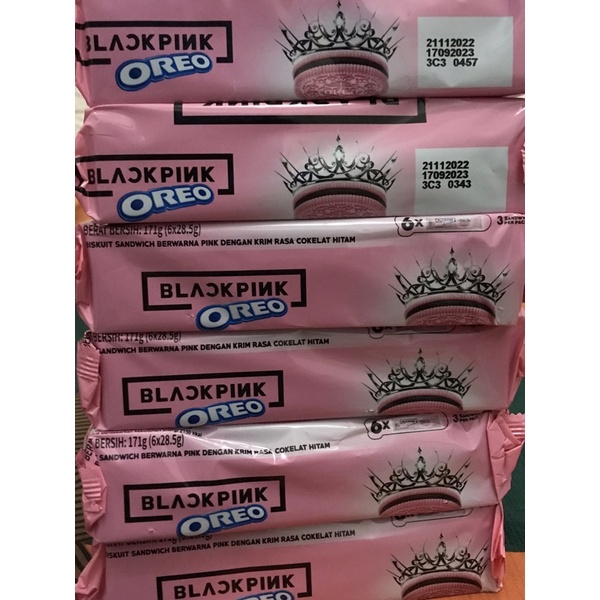 BLACKPINK
OREO
21112022
17092023
3C3 0457
BLACKPINK
BLACKPINK
OREO
21112022
17092023
3C3 0343
BERAT BERSIH: 171g (6x28.5g)
6X
3
BISKUIT SANDWICH BERWARNA PINK DENGAN KRIM RASA COKELAT HITAM
BLACKPINK
OREO
BERSIH: 171g (6x28.5g)
SANDWICH BERWARNA PINK DENGAN KRIM RASA COKELAT HITAM
BLACKPINK
OREO
BERSIH: 171g (6x28.5g)
6X
SANDWICH BERWARNA PINK DENGAN KRIM RASA COKELAT HITAM
BLACKPINK
OREO
ISKUIT SANDWICH BERWARNA PINK DENGAN KRIM RASA COKELAT HITAM
BLACKPINK
OREO